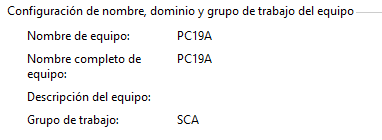 Configuración de nombre, dominio y grupo de trabajo del equipo
Nombre de equipo: PC19A
Nombre completo de PC19A
equipo:
Descripción del equipo:
Grupo de trabajo: SCA